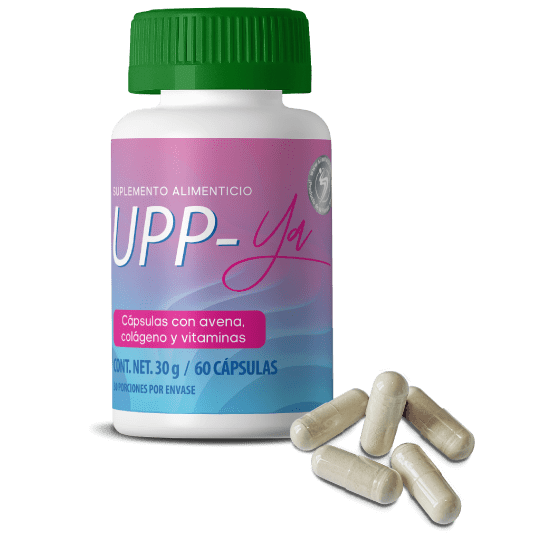 SUPLEMENTO ALIMENTICIO
UPP-Ya
Cápsulas con avena,
colágeno y vitaminas
CONT. NET. 30 g / 60 CÁPSULAS
PORCIONES POR ENVASE